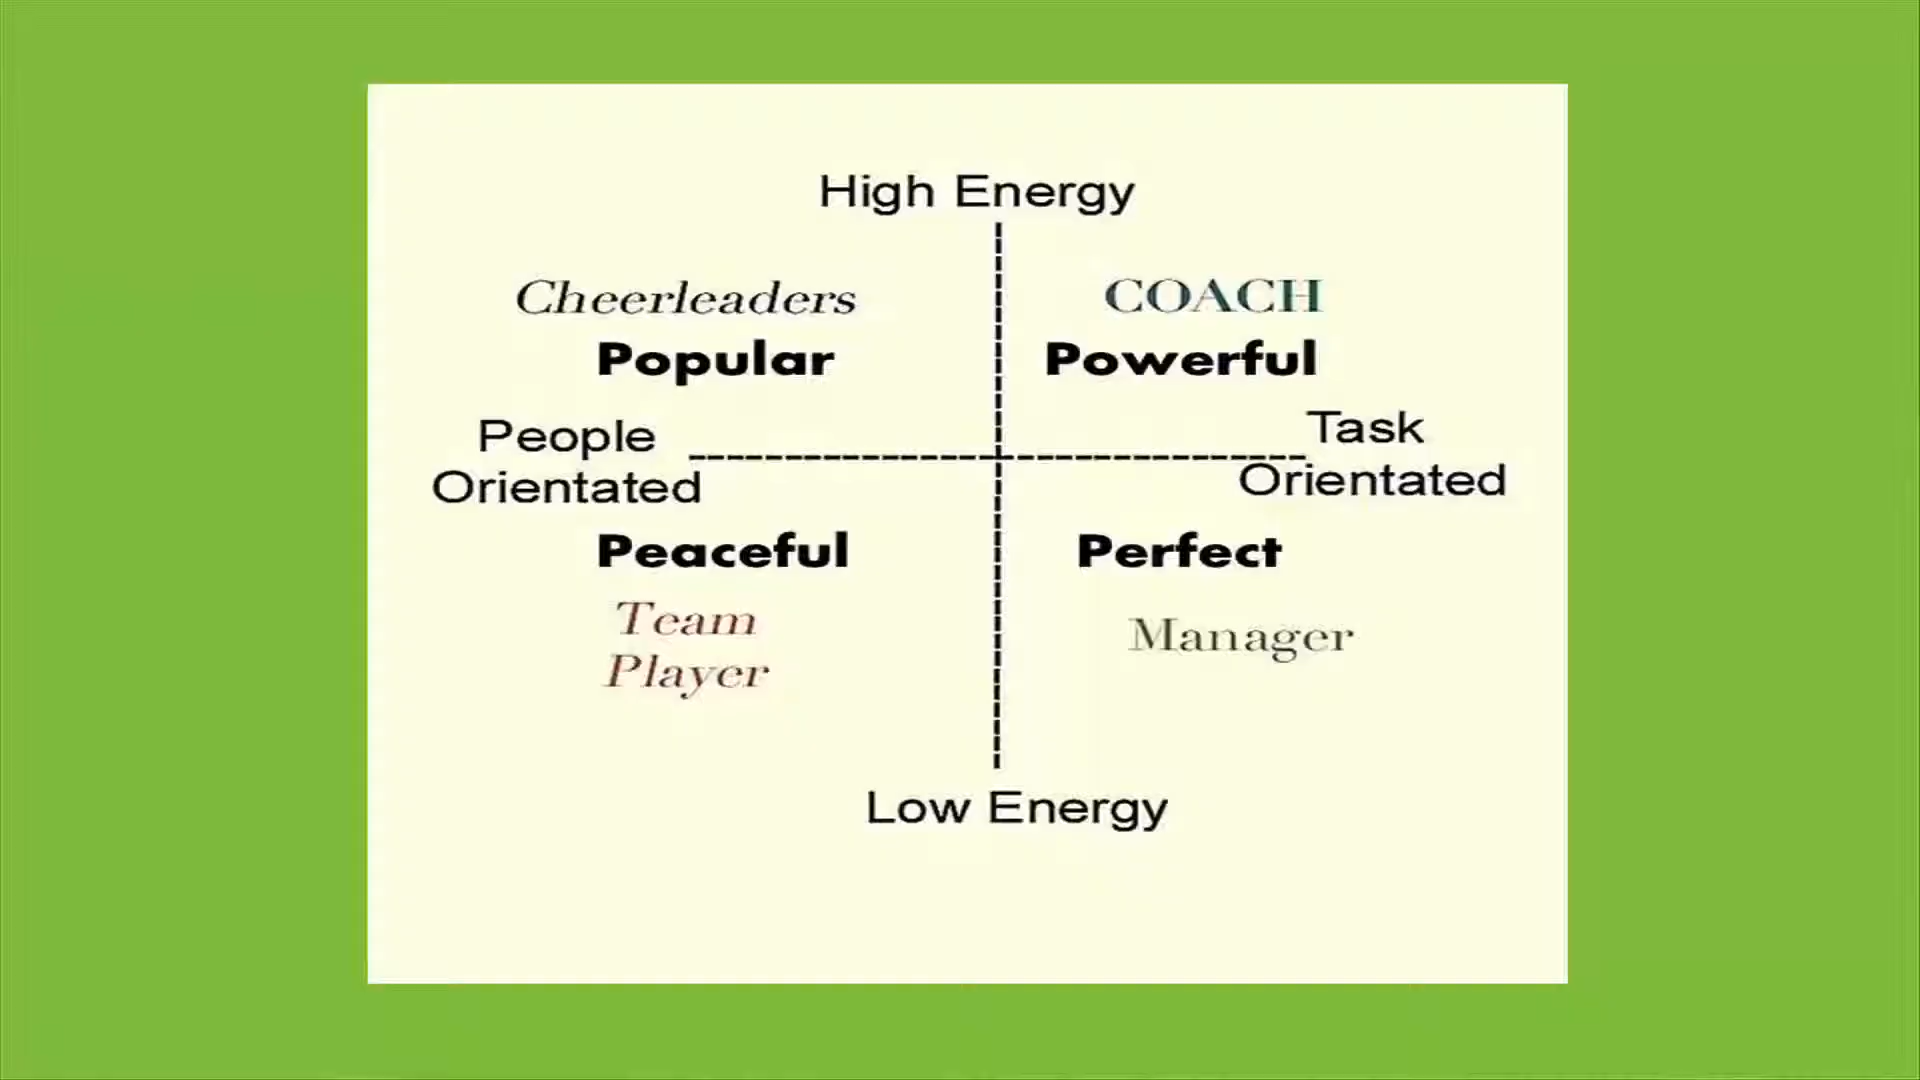 High Energy
Cheerleaders
COACH
Popular
Powerful
People
Orientated
Task
Orientated
Peaceful
Perfect
Team
Player
Manager
Low Energy